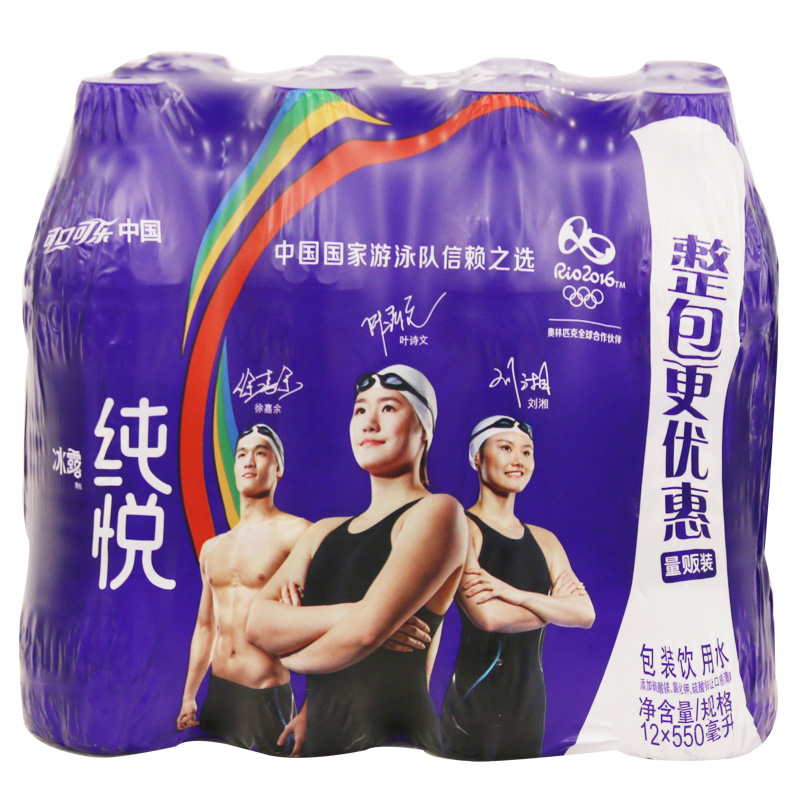 可口可乐中国
中国国家游泳队信赖之选
Rio2016™
奥林匹克全球合作伙伴
叶诗文
徐嘉余
刘湘
冰露
纯悦
整包更优惠
量贩装
包装饮用水
净含量/规格
12×550毫升